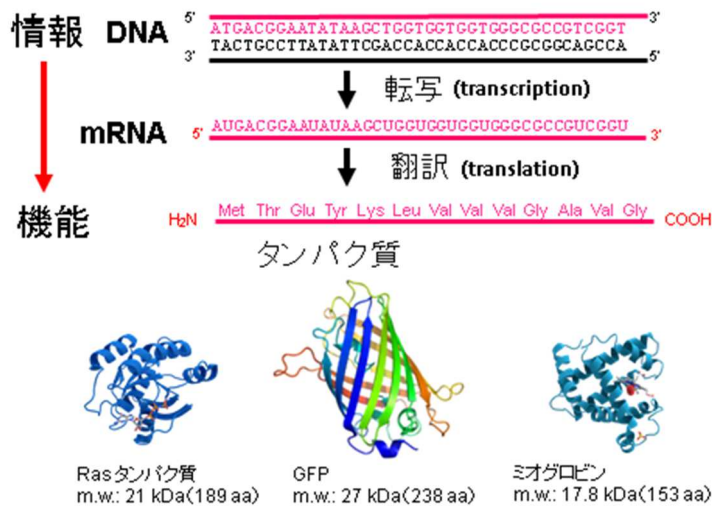 情報 DNA
5' ATGACGGAATATAAGCTGGTGGTGGTGGGCGCCGTCGGT 3'
3' TACTGCCTTATATTCGACCACCACCACCCGCGGCAGCCA 5'
転写 (transcription)
mRNA 5' AUGACGGAAUAUAAGCUGGUGGUGGUGGGCGCCGUCGGU 3'
翻訳 (translation)
機能 H₂N Met Thr Glu Tyr Lys Leu Val Val Val Gly Ala Val Gly COOH
タンパク質
Rasタンパク質
m.w.: 21 kDa(189 aa)
GFP
m.w.: 27 kDa(238 aa)
ミオグロビン
m.w.: 17.8 kDa(153 aa)